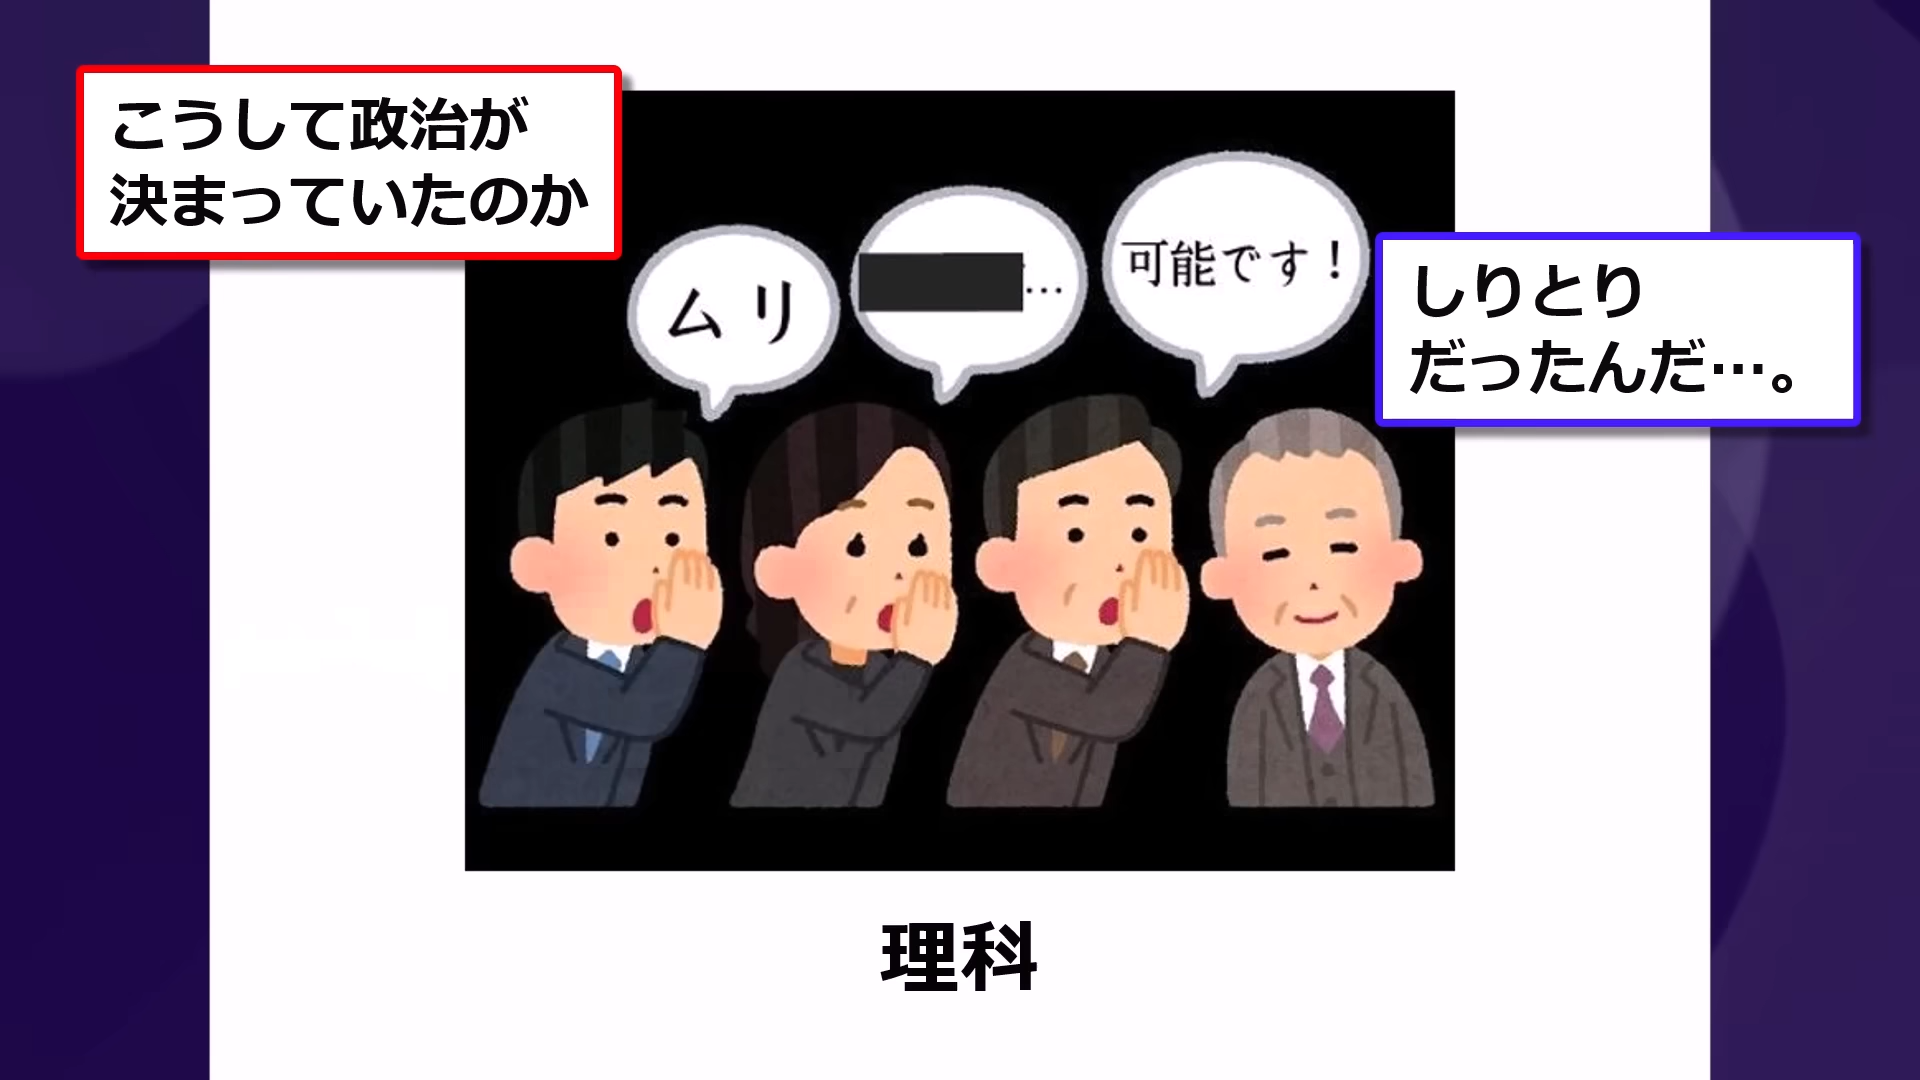 こうして政治が
決まっていたのか
ムリ
…
可能です！
しりとり
だったんだ…。
理科